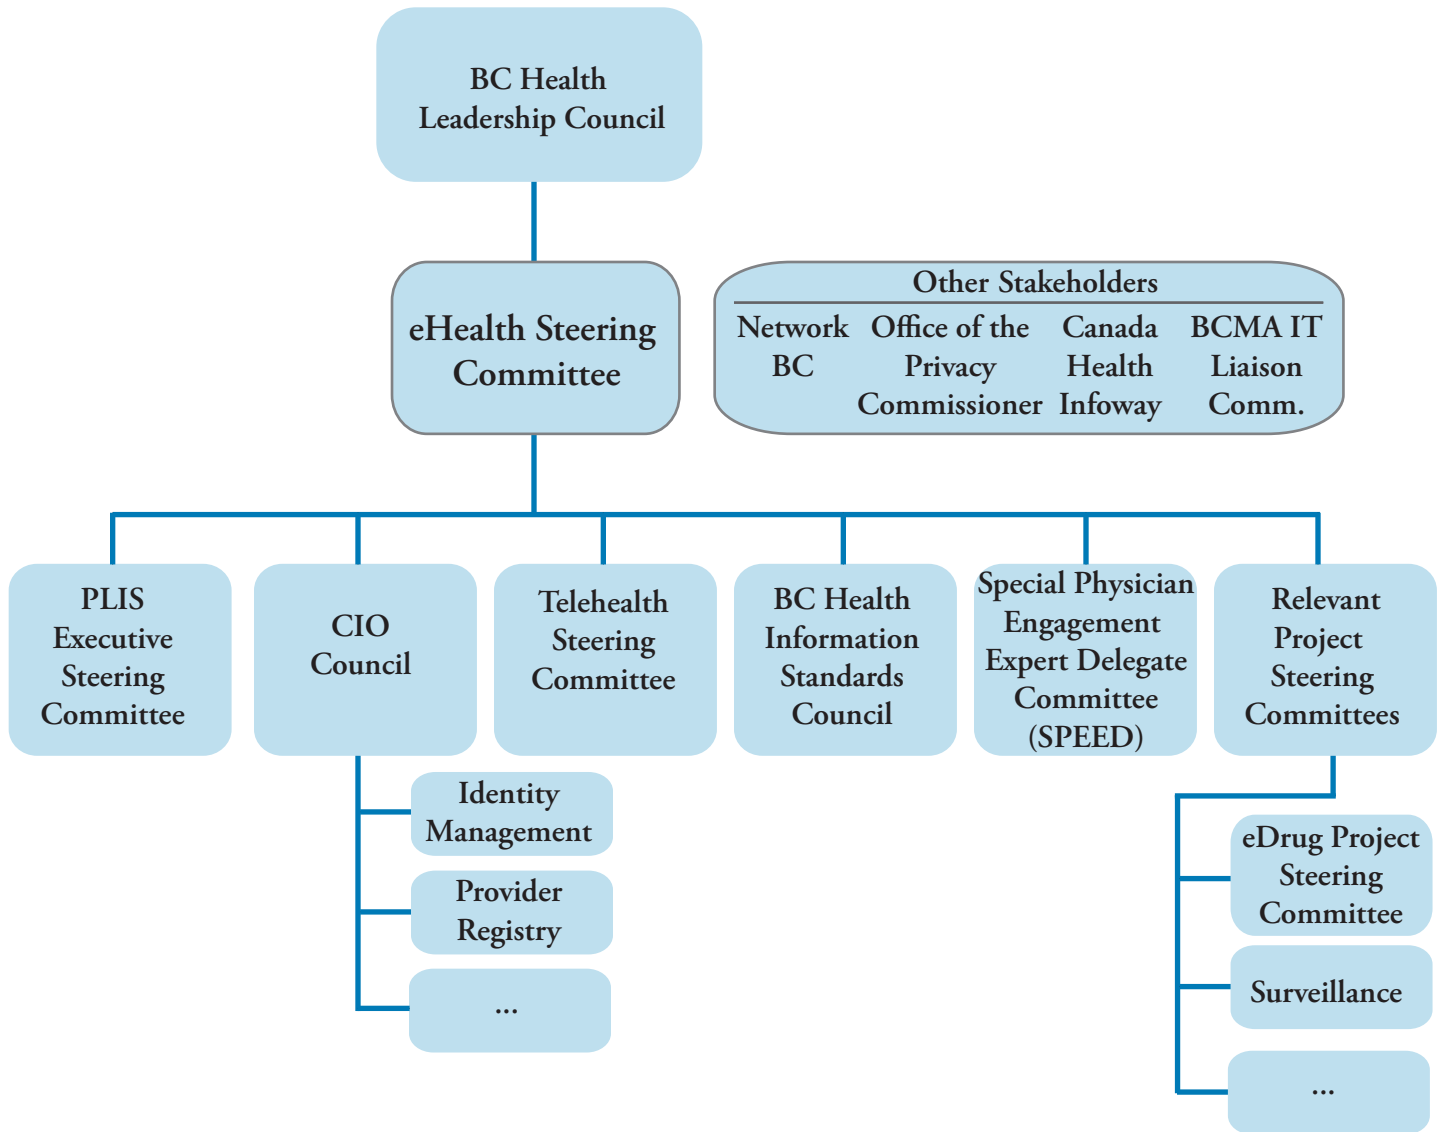 BC Health
Leadership Council
eHealth Steering
Committee
Other Stakeholders
Network
BC
Office of the
Privacy
Commissioner
Canada
Health
Infoway
BCMA IT
Liaison
Comm.
PLIS
Executive
Steering
Committee
CIO
Council
Telehealth
Steering
Committee
BC Health
Information
Standards
Council
Special Physician
Engagement
Expert Delegate
Committee
(SPEED)
Relevant
Project
Steering
Committees
Identity
Management
Provider
Registry
...
eDrug Project
Steering
Committee
Surveillance
...